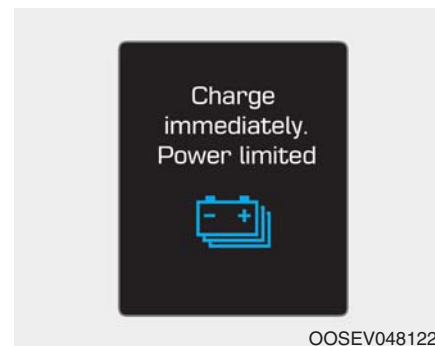 Charge
immediately.
Power limited
- +
OOSEV048122